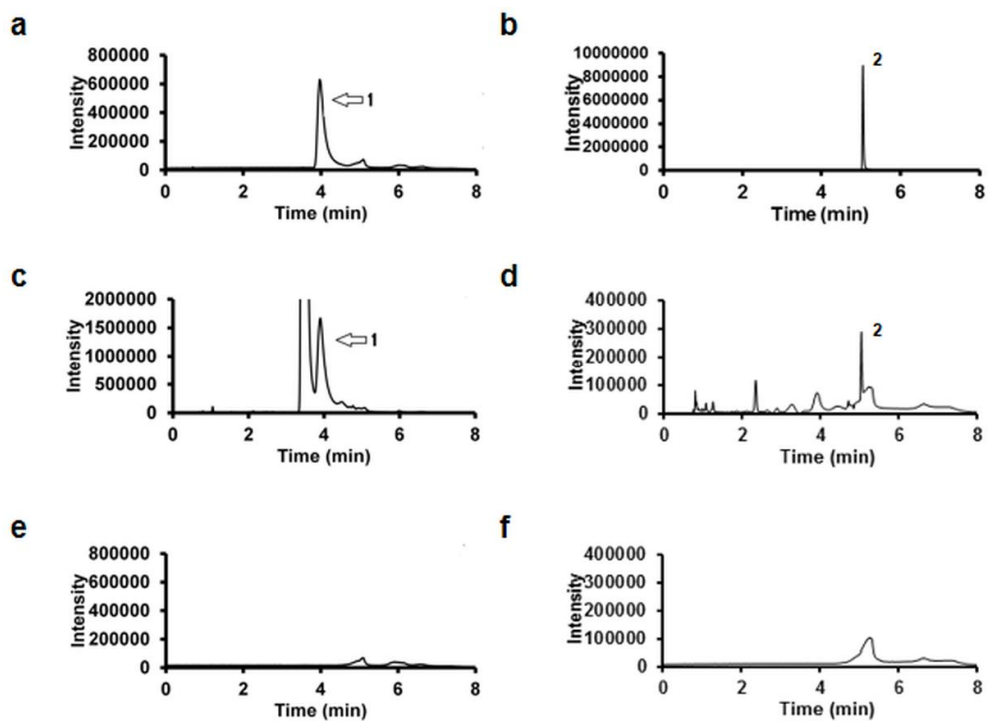 a
800000
600000
400000
200000
0
Intensity
1
0 2 4 6 8
Time (min)
b
10000000
8000000
6000000
4000000
2000000
0
Intensity
2
0 2 4 6 8
Time (min)
c
2000000
1500000
1000000
500000
0
Intensity
1
0 2 4 6 8
Time (min)
d
400000
300000
200000
100000
0
Intensity
2
0 2 4 6 8
Time (min)
e
800000
600000
400000
200000
0
Intensity
0 2 4 6 8
Time (min)
f
400000
300000
200000
100000
0
Intensity
0 2 4 6 8
Time (min)